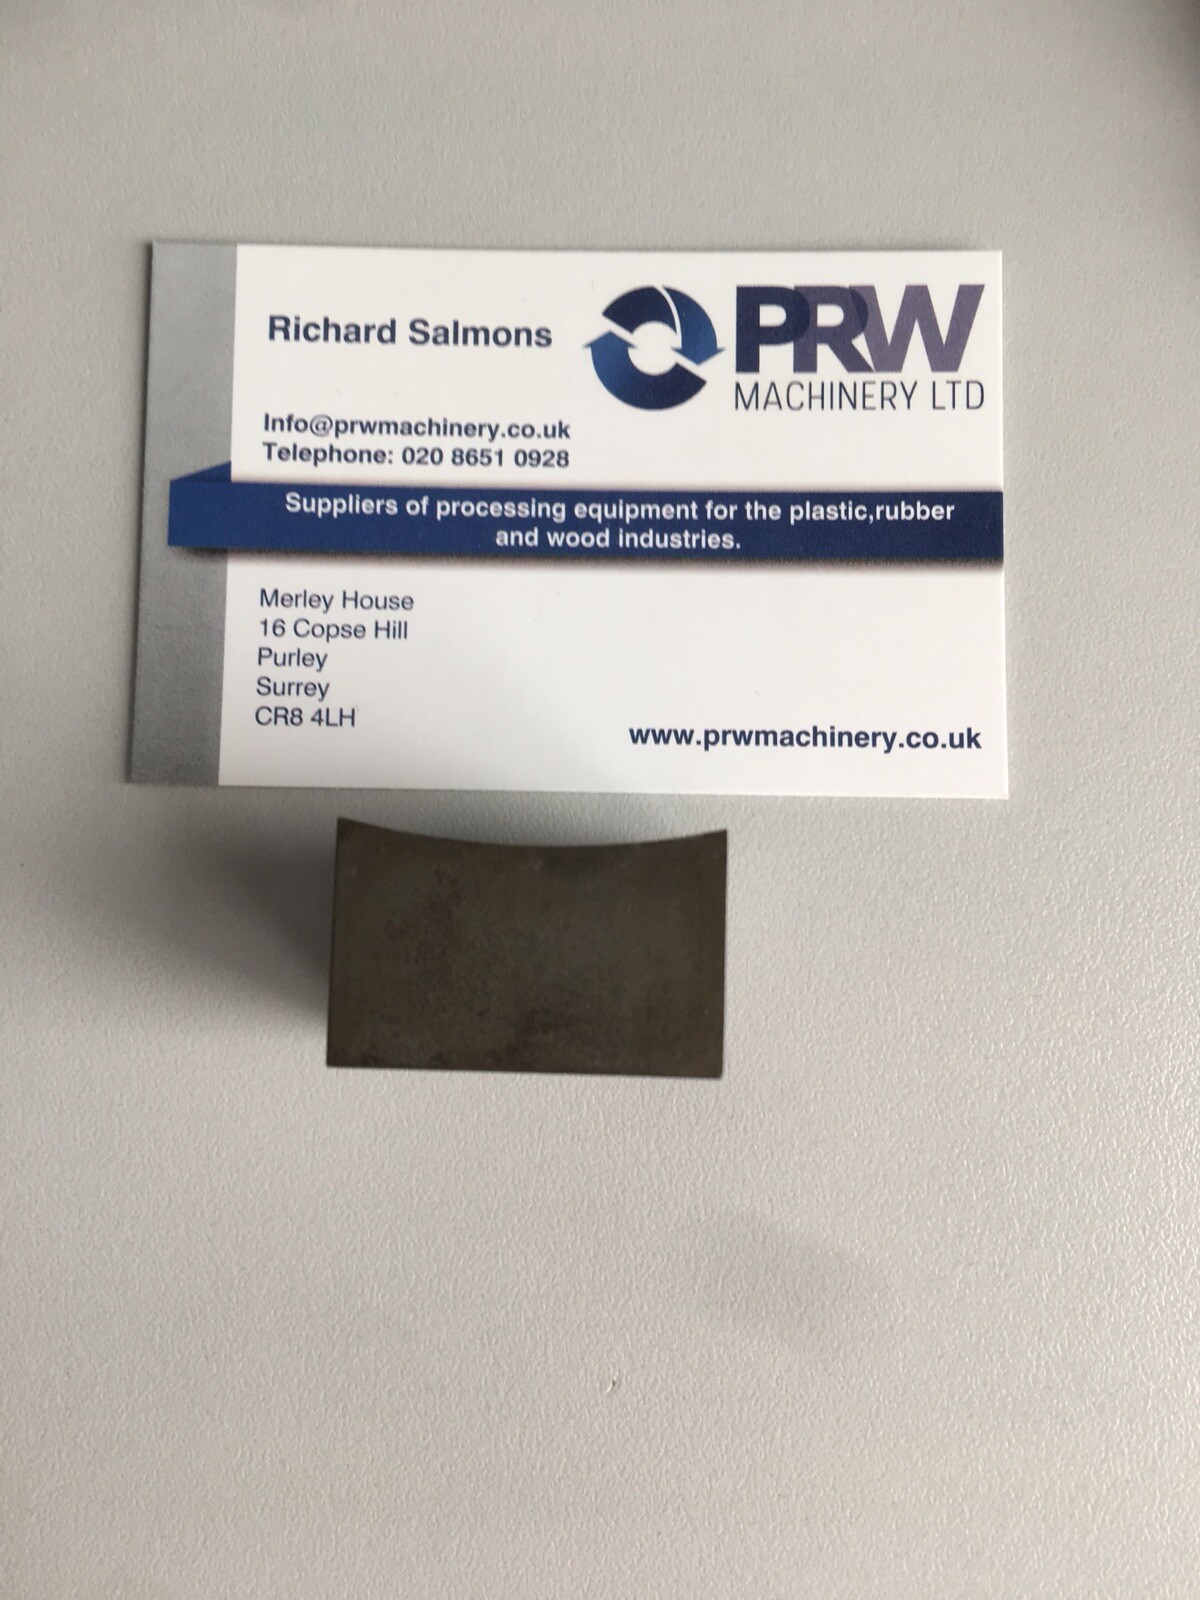 Richard Salmons
PRW
MACHINERY LTD
Info@prwmachinery.co.uk
Telephone: 020 8651 0928
Suppliers of processing equipment for the plastic,rubber
and wood industries.
Merley House
16 Copse Hill
Purley
Surrey
CR8 4LH
www.prwmachinery.co.uk